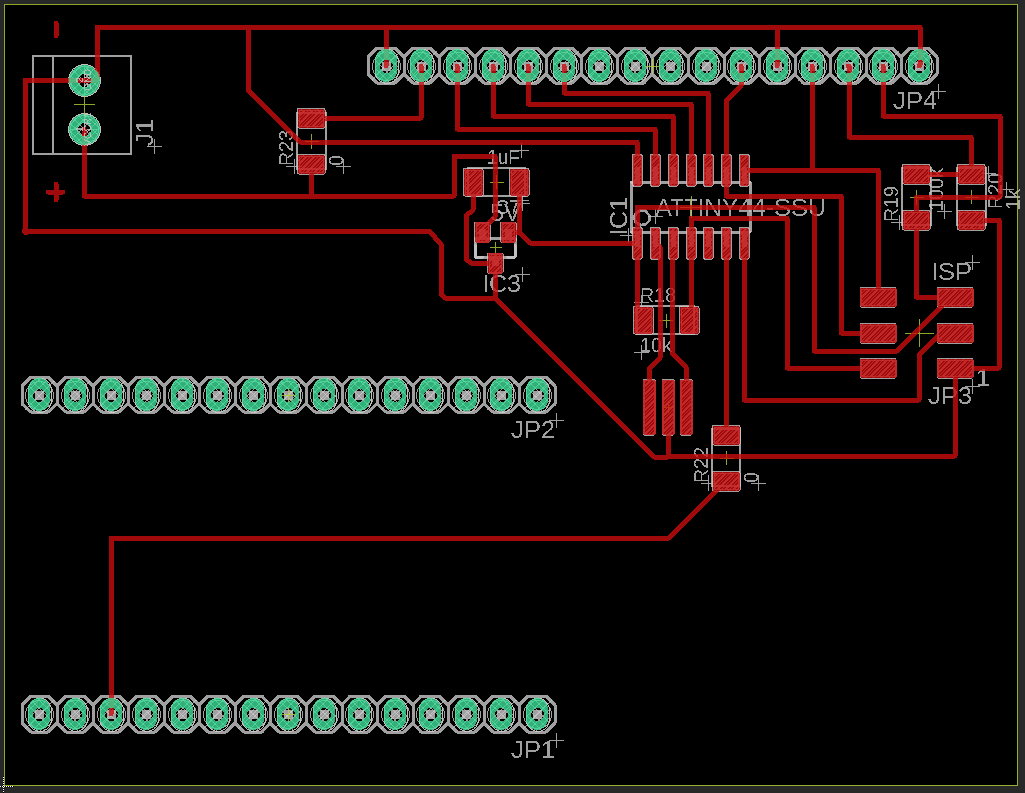 -
JP4
J1
R23
0
1uF
5V
IC3
+
IC1
ATTINY44-SSU
R19
100k
R20
1k
ISP
R18
10k
1
JP3
JP2
R22
0
JP1